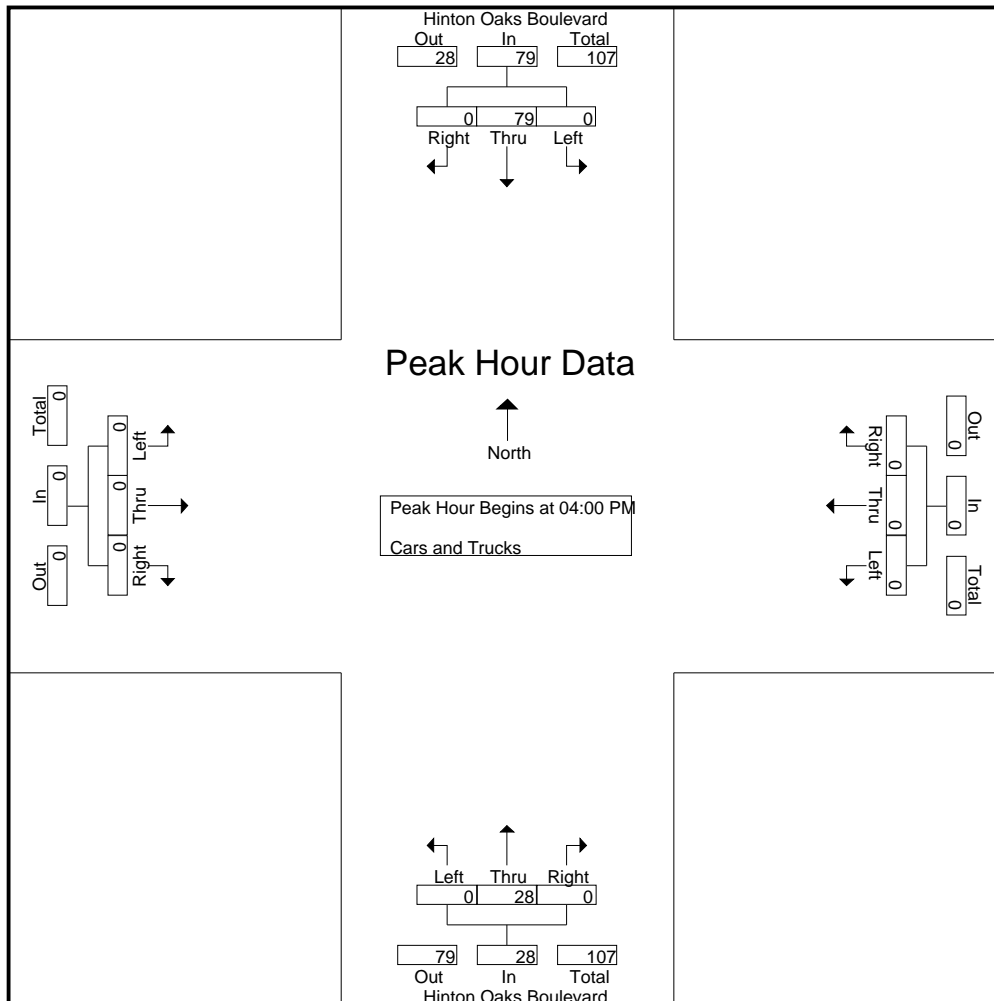 Hinton Oaks Boulevard
Out In Total
28 79 107
0 79 0
Right Thru Left
Peak Hour Data
North
Peak Hour Begins at 04:00 PM
Cars and Trucks
Total In Out
0 0 0
0 0 0
Left Thru Right
Right Thru Left
0 0 0
Out In Total
0 0 0
Left Thru Right
0 28 0
79 28 107
Out In Total
Hinton Oaks Boulevard